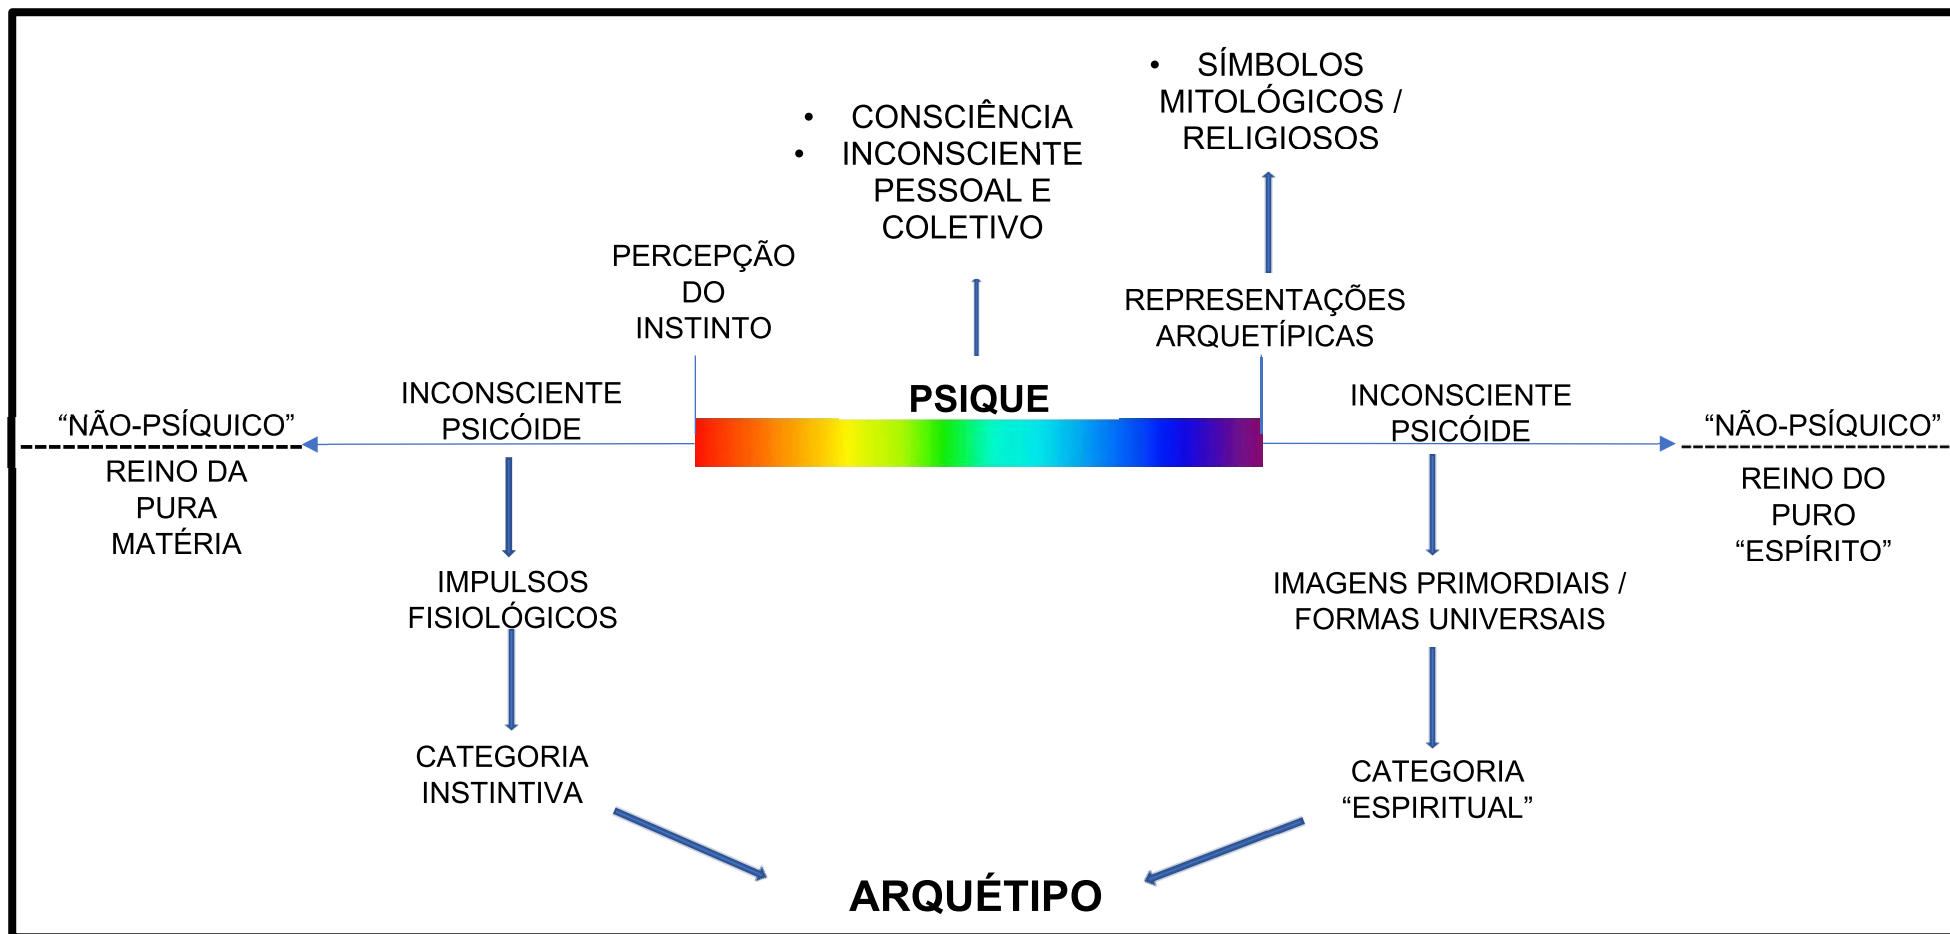 • SÍMBOLOS
MITOLÓGICOS /
RELIGIOSOS
• CONSCIÊNCIA
• INCONSCIENTE
PESSOAL E
COLETIVO
PERCEPÇÃO
DO
INSTINTO
REPRESENTAÇÕES
ARQUETÍPICAS
PSIQUE
INCONSCIENTE
PSICÓIDE
INCONSCIENTE
PSICÓIDE
“NÃO-PSÍQUICO”
REINO DA
PURA
MATÉRIA
“NÃO-PSÍQUICO”
REINO DO
PURO
“ESPÍRITO”
IMPULSOS
FISIOLÓGICOS
IMAGENS PRIMORDIAIS /
FORMAS UNIVERSAIS
CATEGORIA
INSTINTIVA
CATEGORIA
“ESPIRITUAL”
ARQUÉTIPO